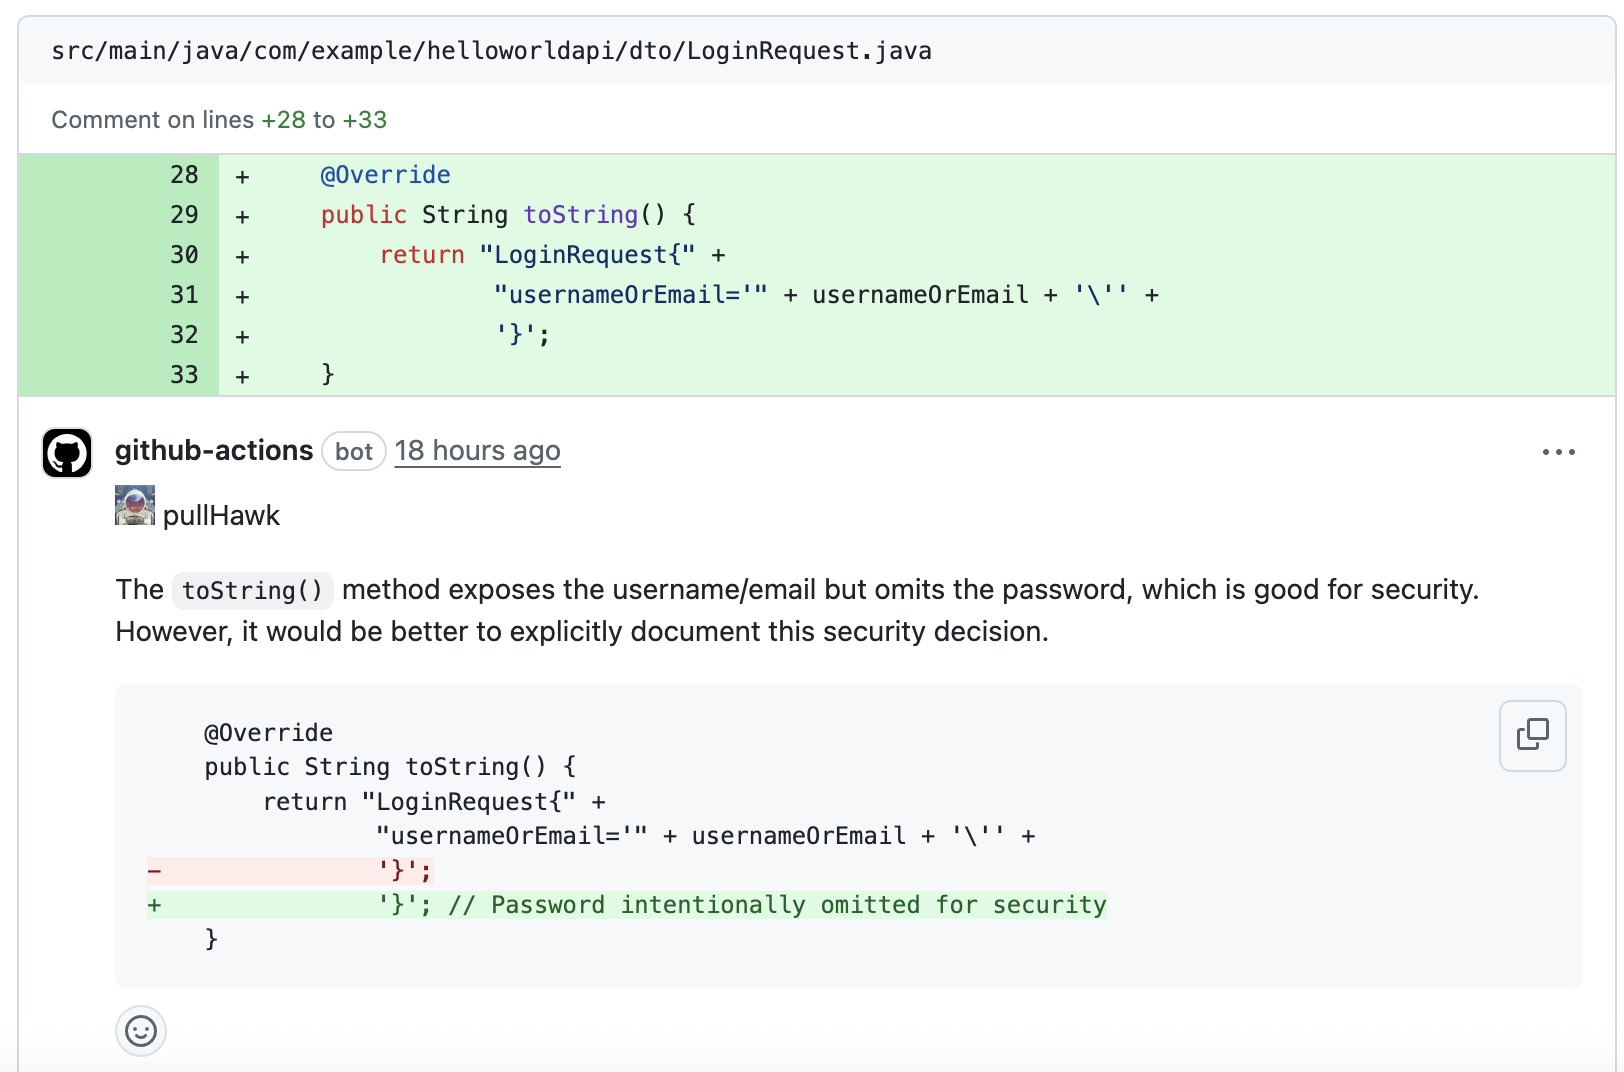 src/main/java/com/example/helloworldapi/dto/LoginRequest.java
Comment on lines +28 to +33
28 + @Override
29 + public String toString() {
30 + return "LoginRequest{" +
31 + "usernameOrEmail='" + usernameOrEmail + '\'' +
32 + '}';
33 + }
github-actions bot 18 hours ago
pullHawk
The toString() method exposes the username/email but omits the password, which is good for security.
However, it would be better to explicitly document this security decision.
@Override
public String toString() {
return "LoginRequest{" +
"usernameOrEmail='" + usernameOrEmail + '\'' +
- '}';
+ '}'; // Password intentionally omitted for security
}